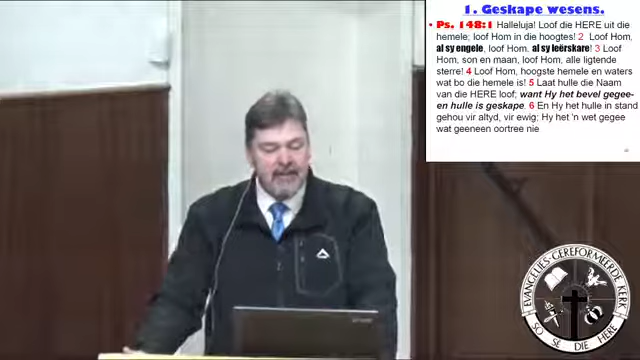 1. Geskape wesens.
• Ps. 148:1 Halleluja! Loof die HERE uit die
hemele; loof Hom in die hoogtes! 2 Loof Hom,
al sy engele, loof Hom. al sy leërskare! 3 Loof
Hom, son en maan, loof Hom, alle ligtende
sterre! 4 Loof Hom, hoogste hemele en waters
wat bo die hemele is! 5 Laat hulle die Naam
van die HERE loof; want Hy het bevel gegee-
en hulle is geskape. 6 En Hy het hulle in stand
gehou vir altyd, vir ewig; Hy het 'n wet gegee
wat geeneen oortree nie
EVANGELIES-GEREFORMEERDE KERK
SO SÊ DIE HERE